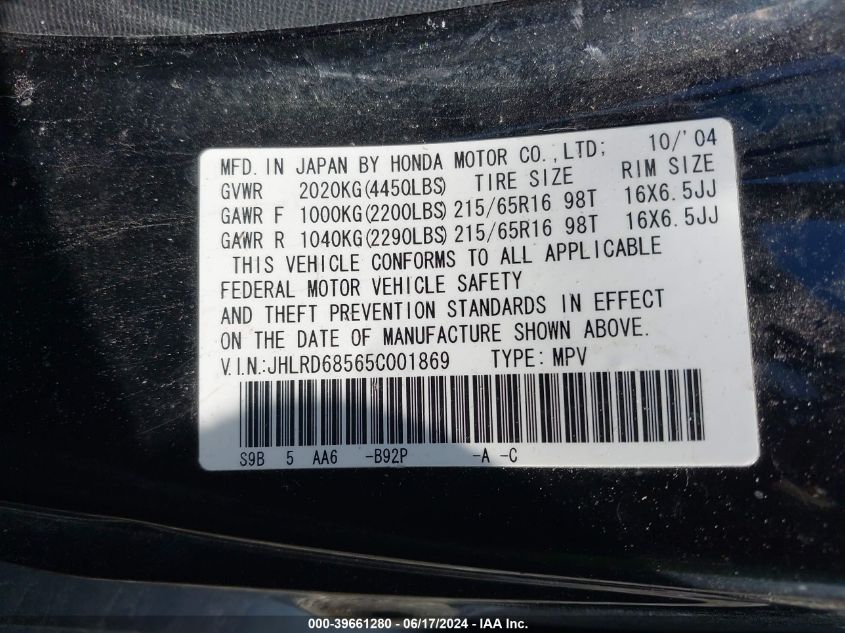 MFD. IN JAPAN BY HONDA MOTOR CO.,LTD; 10/'04
GVWR 2020KG(4450LBS) TIRE SIZE RIM SIZE
GAWR F 1000KG(2200LBS) 215/65R16 98T 16X6.5JJ
GAWR R 1040KG(2290LBS) 215/65R16 98T 16X6.5JJ
THIS VEHICLE CONFORMS TO ALL APPLICABLE
FEDERAL MOTOR VEHICLE SAFETY
AND THEFT PREVENTION STANDARDS IN EFFECT
ON THE DATE OF MANUFACTURE SHOWN ABOVE.
V.I.N.:JHLRD68565C001869 TYPE: MPV
S9B 5 AA6 -B92P -A -C
000-39661280 - 06/17/2024 - IAA Inc.